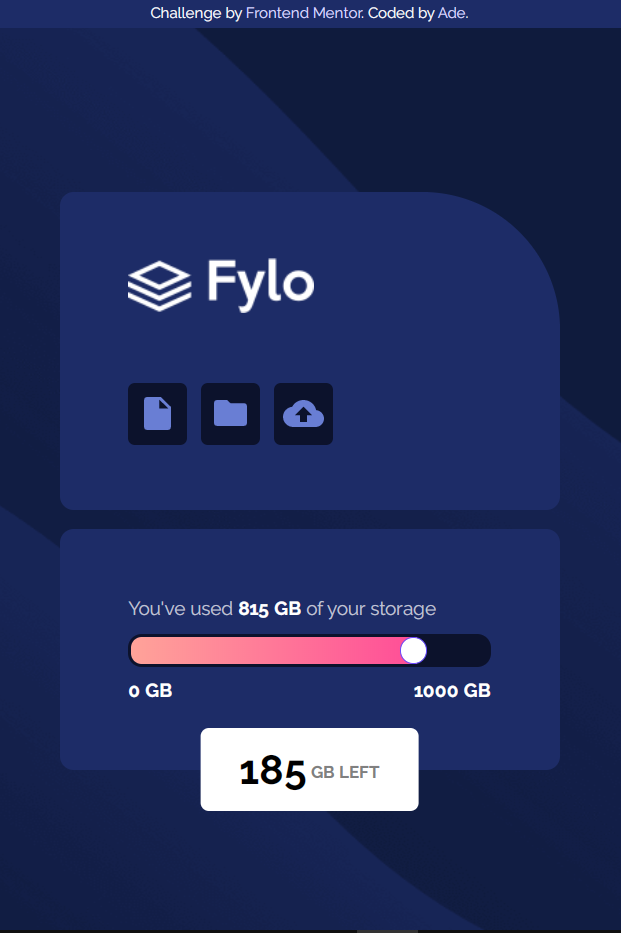 Challenge by Frontend Mentor. Coded by Ade.
Fylo
You've used 815 GB of your storage
0 GB 1000 GB
185 GB LEFT